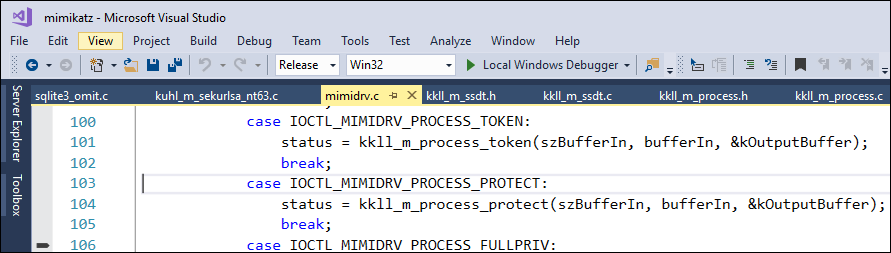 mimikatz - Microsoft Visual Studio
File Edit View Project Build Debug Team Tools Test Analyze Window Help
Release Win32 Local Windows Debugger
sqlite3_omit.c kuhl_m_sekurlsa_nt63.c mimidrv.c kkll_m_ssdt.h kkll_m_ssdt.c kkll_m_process.h kkll_m_process.c
Server Explorer
Toolbox
100 case IOCTL_MIMIDRV_PROCESS_TOKEN:
101 status = kkll_m_process_token(szBufferIn, bufferIn, &kOutputBuffer);
102 break;
103 case IOCTL_MIMIDRV_PROCESS_PROTECT:
104 status = kkll_m_process_protect(szBufferIn, bufferIn, &kOutputBuffer);
105 break;
106 case IOCTL_MIMIDRV_PROCESS_FULLPRIV: